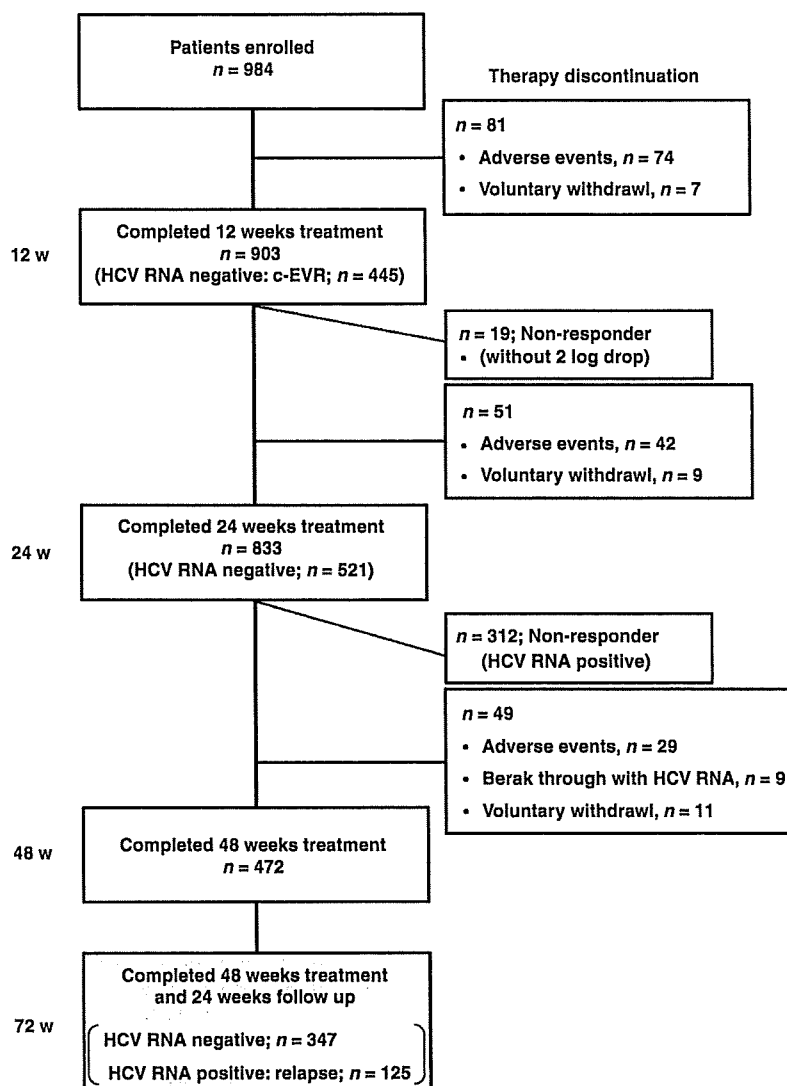 Patients enrolled
n = 984
Therapy discontinuation
n = 81
• Adverse events, n = 74
• Voluntary withdrawl, n = 7
12 w
Completed 12 weeks treatment
n = 903
(HCV RNA negative: c-EVR; n = 445)
n = 19; Non-responder
• (without 2 log drop)
n = 51
• Adverse events, n = 42
• Voluntary withdrawl, n = 9
24 w
Completed 24 weeks treatment
n = 833
(HCV RNA negative; n = 521)
n = 312; Non-responder
(HCV RNA positive)
n = 49
• Adverse events, n = 29
• Berak through with HCV RNA, n = 9
• Voluntary withdrawl, n = 11
48 w
Completed 48 weeks treatment
n = 472
72 w
Completed 48 weeks treatment
and 24 weeks follow up
HCV RNA negative; n = 347
HCV RNA positive: relapse; n = 125